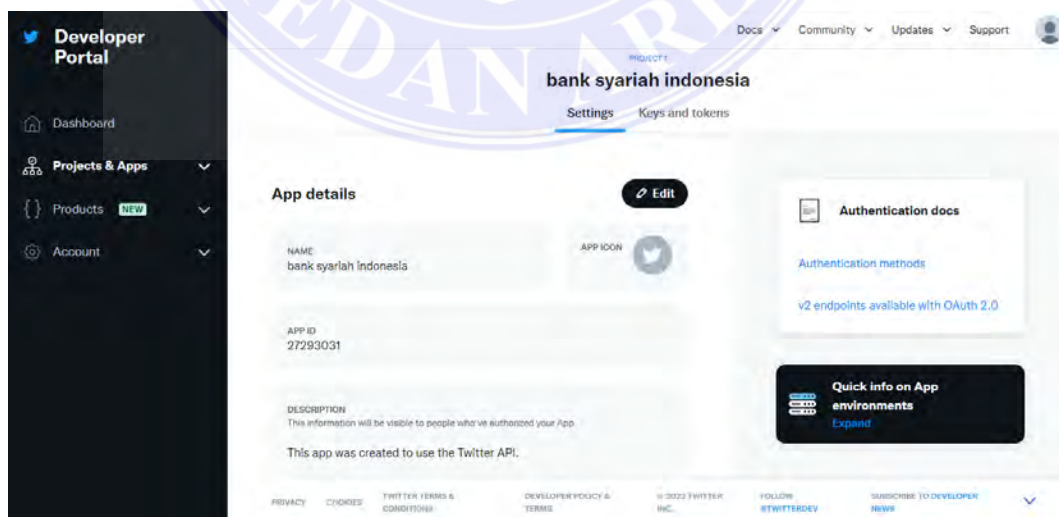 Developer
Portal
Docs
Community
Updates
Support
PROJECT 1
bank syariah indonesia
Settings
Keys and tokens
Dashboard
Projects & Apps
Products NEW
Account
App details
Edit
NAME
bank syariah indonesia
APP ICON
APP ID
27293031
DESCRIPTION
This information will be visible to people who've authorized your App
This app was created to use the Twitter API.
Authentication docs
Authentication methods
v2 endpoints available with OAuth 2.0
Quick info on App
environments
Expand
PRIVACY
COOKIES
TWITTER TERMS &
CONDITIONS
DEVELOPER POLICY &
TERMS
© 2022 TWITTER
INC.
FOLLOW
@TWITTERDEV
SUBSCRIBE TO DEVELOPER
NEWS
EDAN AR